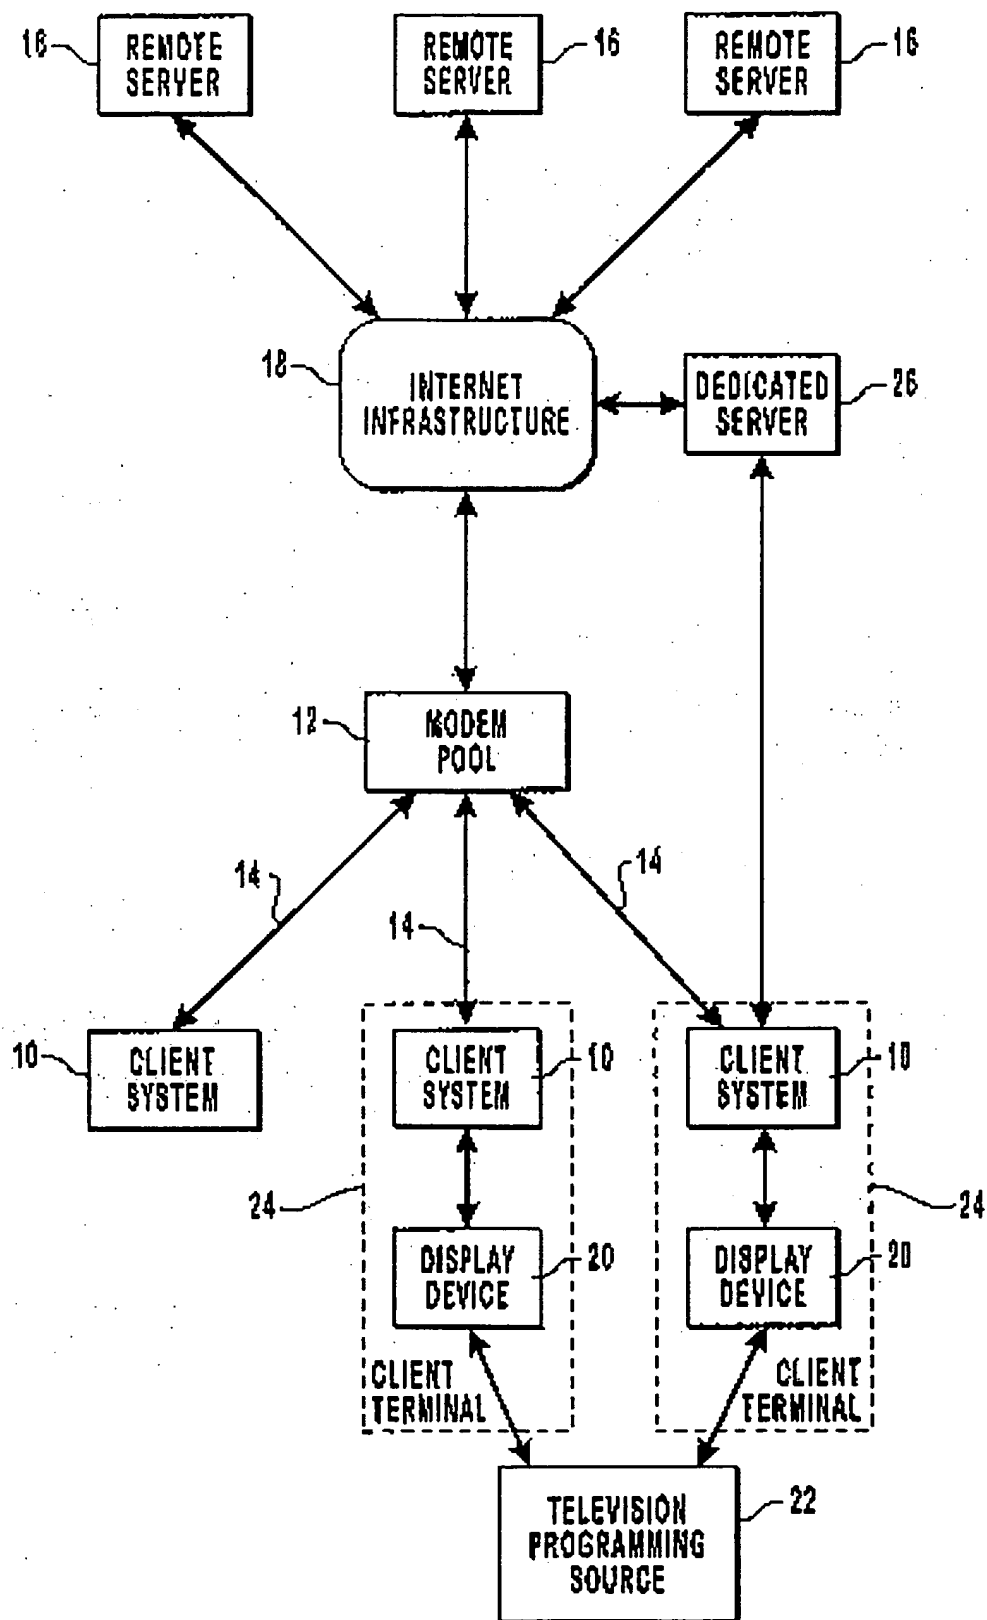 16
REMOTE
SERVER
REMOTE
SERVER
16
REMOTE
SERVER
16
18
INTERNET
INFRASTRUCTURE
DEDICATED
SERVER
26
12
MODEM
POOL
14
14
14
10
CLIENT
SYSTEM
CLIENT
SYSTEM
10
CLIENT
SYSTEM
10
24
24
DISPLAY
DEVICE
20
DISPLAY
DEVICE
20
CLIENT
TERMINAL
CLIENT
TERMINAL
TELEVISION
PROGRAMMING
SOURCE
22